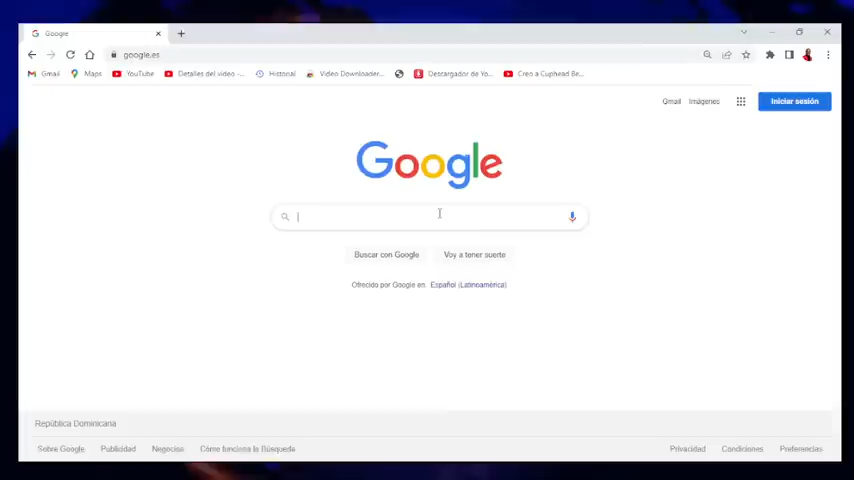 Google
google.es
Gmail Maps YouTube Detalles del video -... Historial Video Downloader... Descargador de Yo... Creo a Cuphead Be...
Gmail Imágenes Iniciar sesión
Google
Buscar con Google Voy a tener suerte
Ofrecido por Google en: Español (Latinoamérica)
República Dominicana
Sobre Google Publicidad Negocios Cómo funciona la Búsqueda Privacidad Condiciones Preferencias